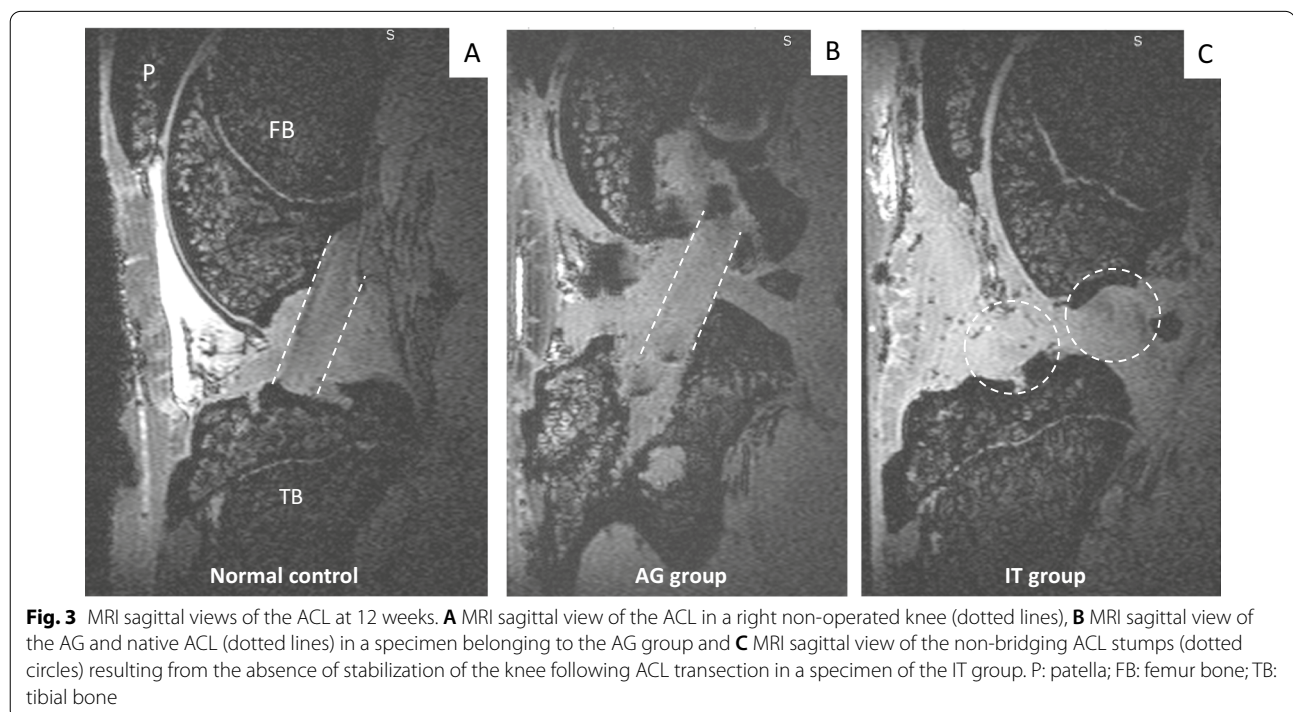 S
A
P
FB
TB
Normal control
S
B
AG group
S
C
IT group
Fig. 3 MRI sagittal views of the ACL at 12 weeks. A MRI sagittal view of the ACL in a right non-operated knee (dotted lines), B MRI sagittal view of
the AG and native ACL (dotted lines) in a specimen belonging to the AG group and C MRI sagittal view of the non-bridging ACL stumps (dotted
circles) resulting from the absence of stabilization of the knee following ACL transection in a specimen of the IT group. P: patella; FB: femur bone; TB:
tibial bone